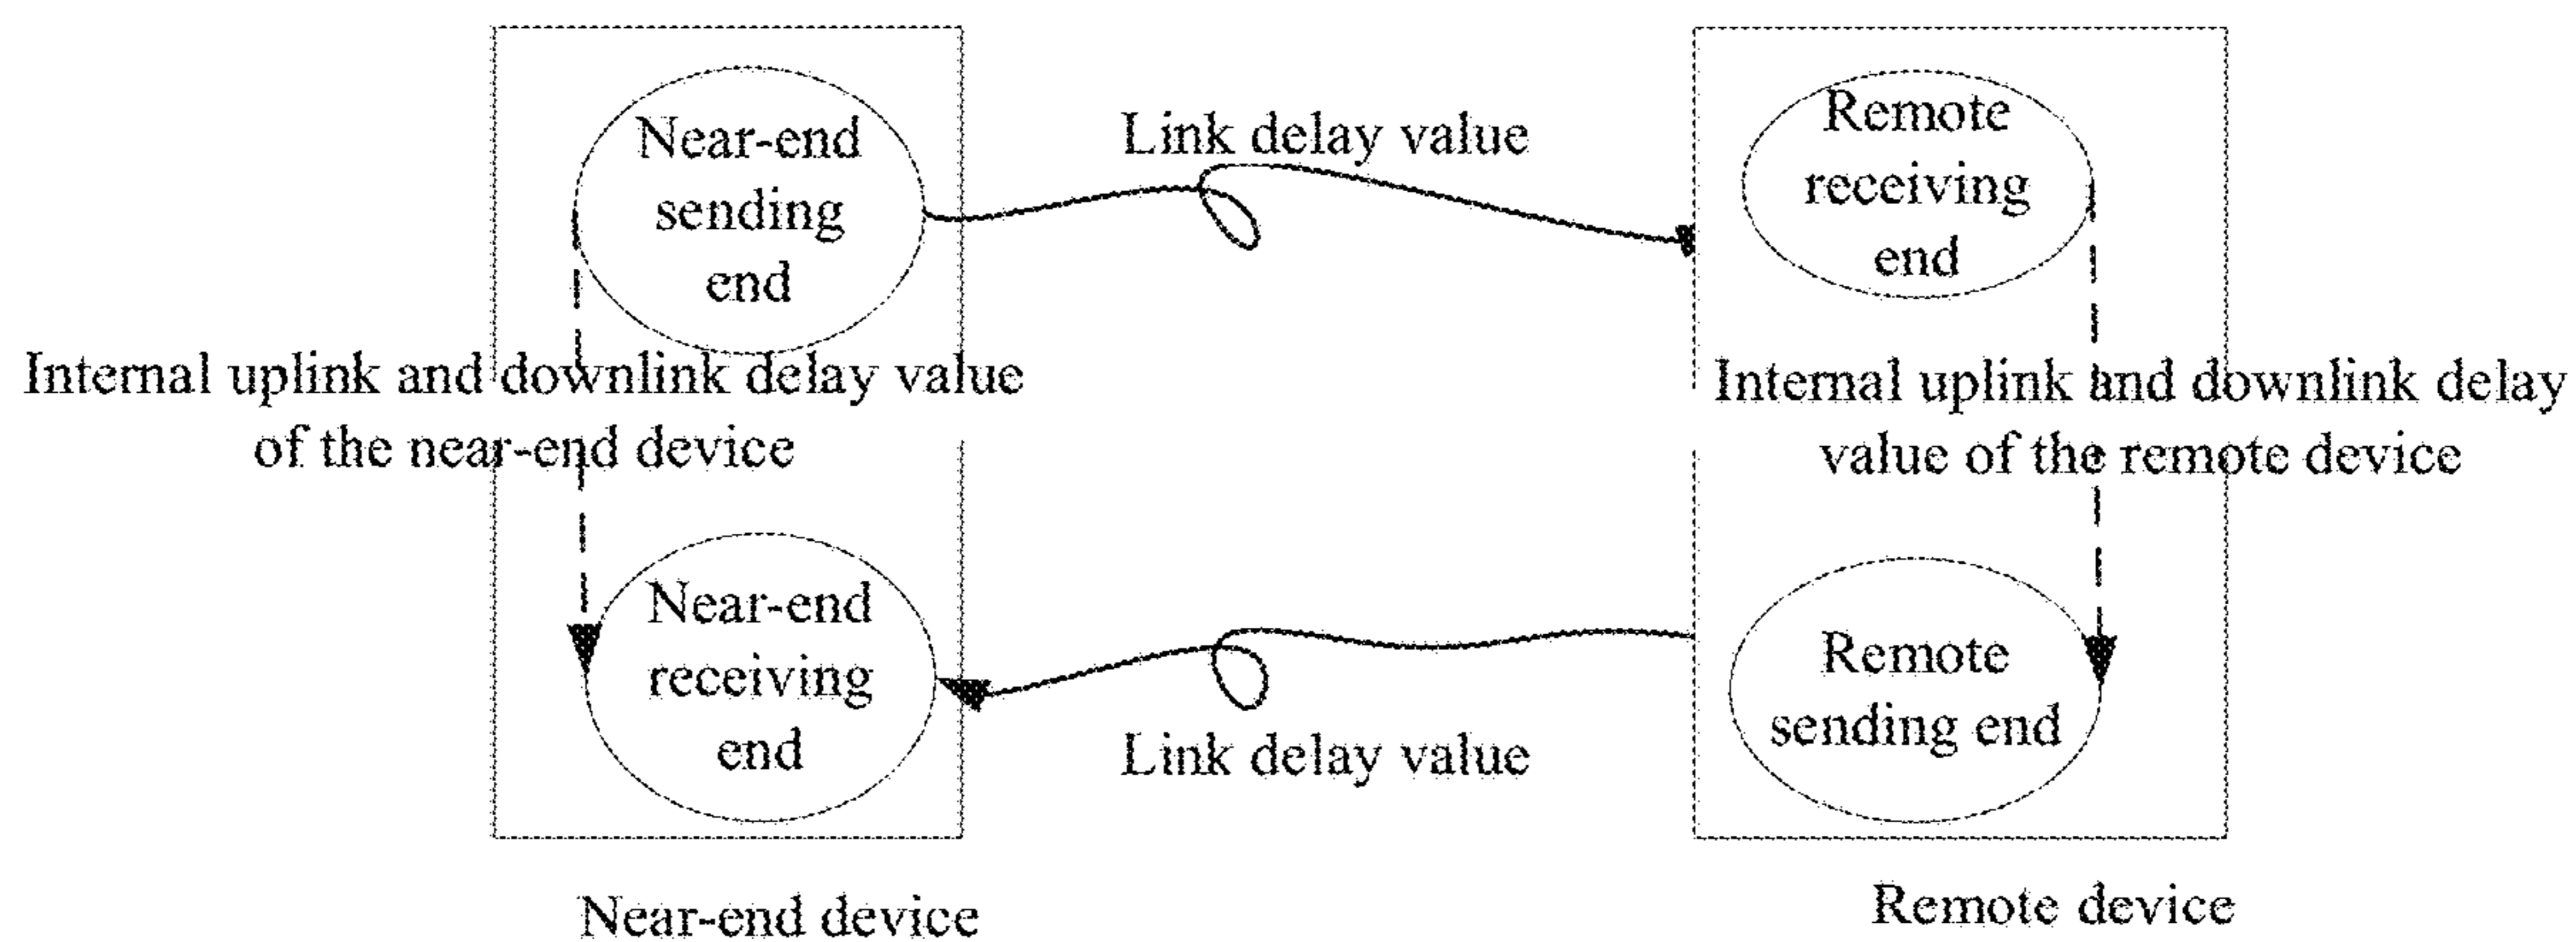 Near-end
sending
end
Link delay value
Remote
receiving
end
Internal uplink and downlink delay value
of the near-end device
Internal uplink and downlink delay
value of the remote device
Near-end
receiving
end
Link delay value
Remote
sending end
Near-end device
Remote device